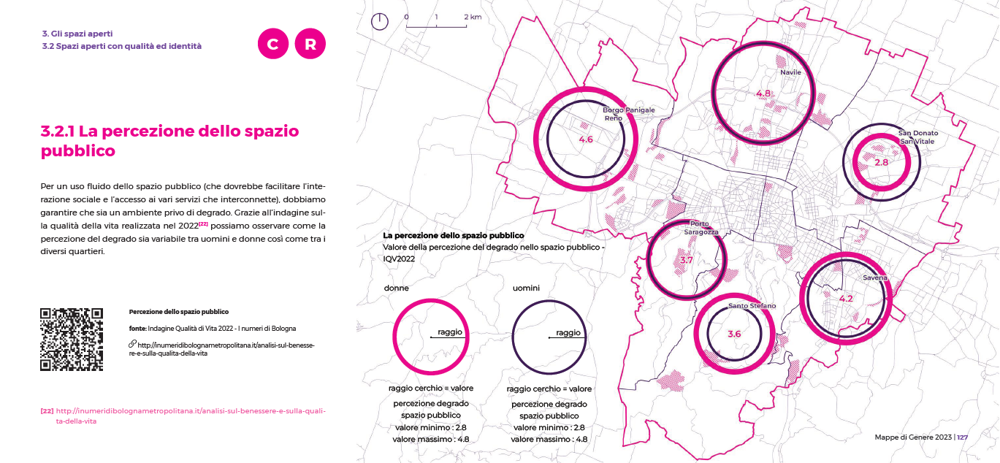 3. Gli spazi aperti
3.2 Spazi aperti con qualità ed identità
C R
3.2.1 La percezione dello spazio
pubblico
Per un uso fluido dello spazio pubblico (che dovrebbe facilitare l'inte-
razione sociale e l'accesso ai vari servizi che interconnette), dobbiamo
garantire che sia un ambiente privo di degrado. Grazie all'indagine sul-
la qualità della vita realizzata nel 2022[22] possiamo osservare come la
percezione del degrado sia variabile tra uomini e donne così come tra i
diversi quartieri.
Percezione dello spazio pubblico
fonte: Indagine Qualità di Vita 2022 - I numeri di Bologna
http://inumeridibolognametropolitana.it/analisi-sul-benesse-
re-e-sulla-qualita-della-vita
[22] http://inumeridibolognametropolitana.it/analisi-sul-benessere-e-sulla-quali-
ta-della-vita
0 1 2 km
Navile
4.8
Borgo Panigale
Reno
4.6
San Donato
San Vitale
2.8
Porto
Saragozza
3.7
Savena
4.2
Santo Stefano
3.6
La percezione dello spazio pubblico
Valore della percezione del degrado nello spazio pubblico -
IQV2022
donne
raggio
raggio cerchio = valore
percezione degrado
spazio pubblico
valore minimo : 2.8
valore massimo : 4.8
uomini
raggio
raggio cerchio = valore
percezione degrado
spazio pubblico
valore minimo : 2.8
valore massimo : 4.8
Mappe di Genere 2023 | 127